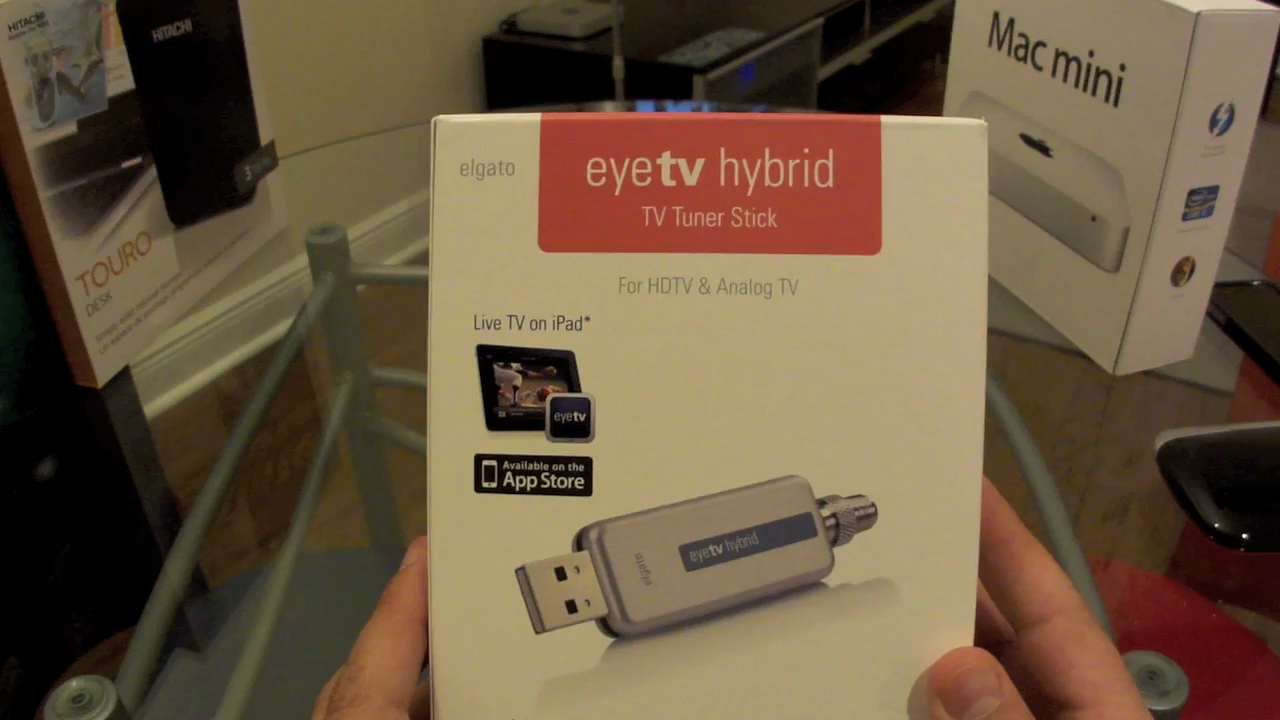 HITACHI
HITACHI
TOURO
DESK
elgato
eyetv hybrid
TV Tuner Stick
For HDTV & Analog TV
Live TV on iPad*
eyetv
Available on the
App Store
eyetv hybrid
elgato
Mac mini